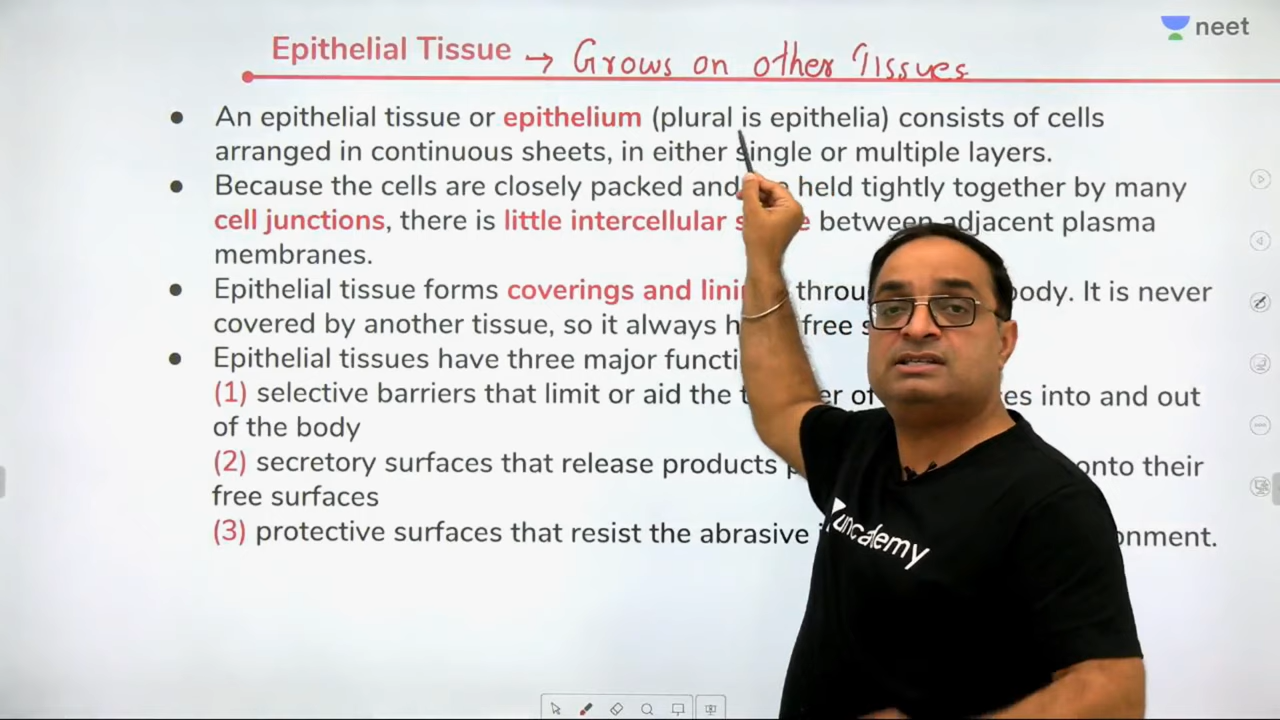 neet
Epithelial Tissue → Grows on other Tissues
● An epithelial tissue or epithelium (plural is epithelia) consists of cells
arranged in continuous sheets, in either single or multiple layers.
● Because the cells are closely packed and held tightly together by many
cell junctions, there is little intercellular between adjacent plasma
membranes.
● Epithelial tissue forms coverings and body. It is never
covered by another tissue, so it always free
● Epithelial tissues have three major
(1) selective barriers that limit or aid the of into and out
of the body
(2) secretory surfaces that release products onto their
free surfaces
(3) protective surfaces that resist the abrasive
unacademy